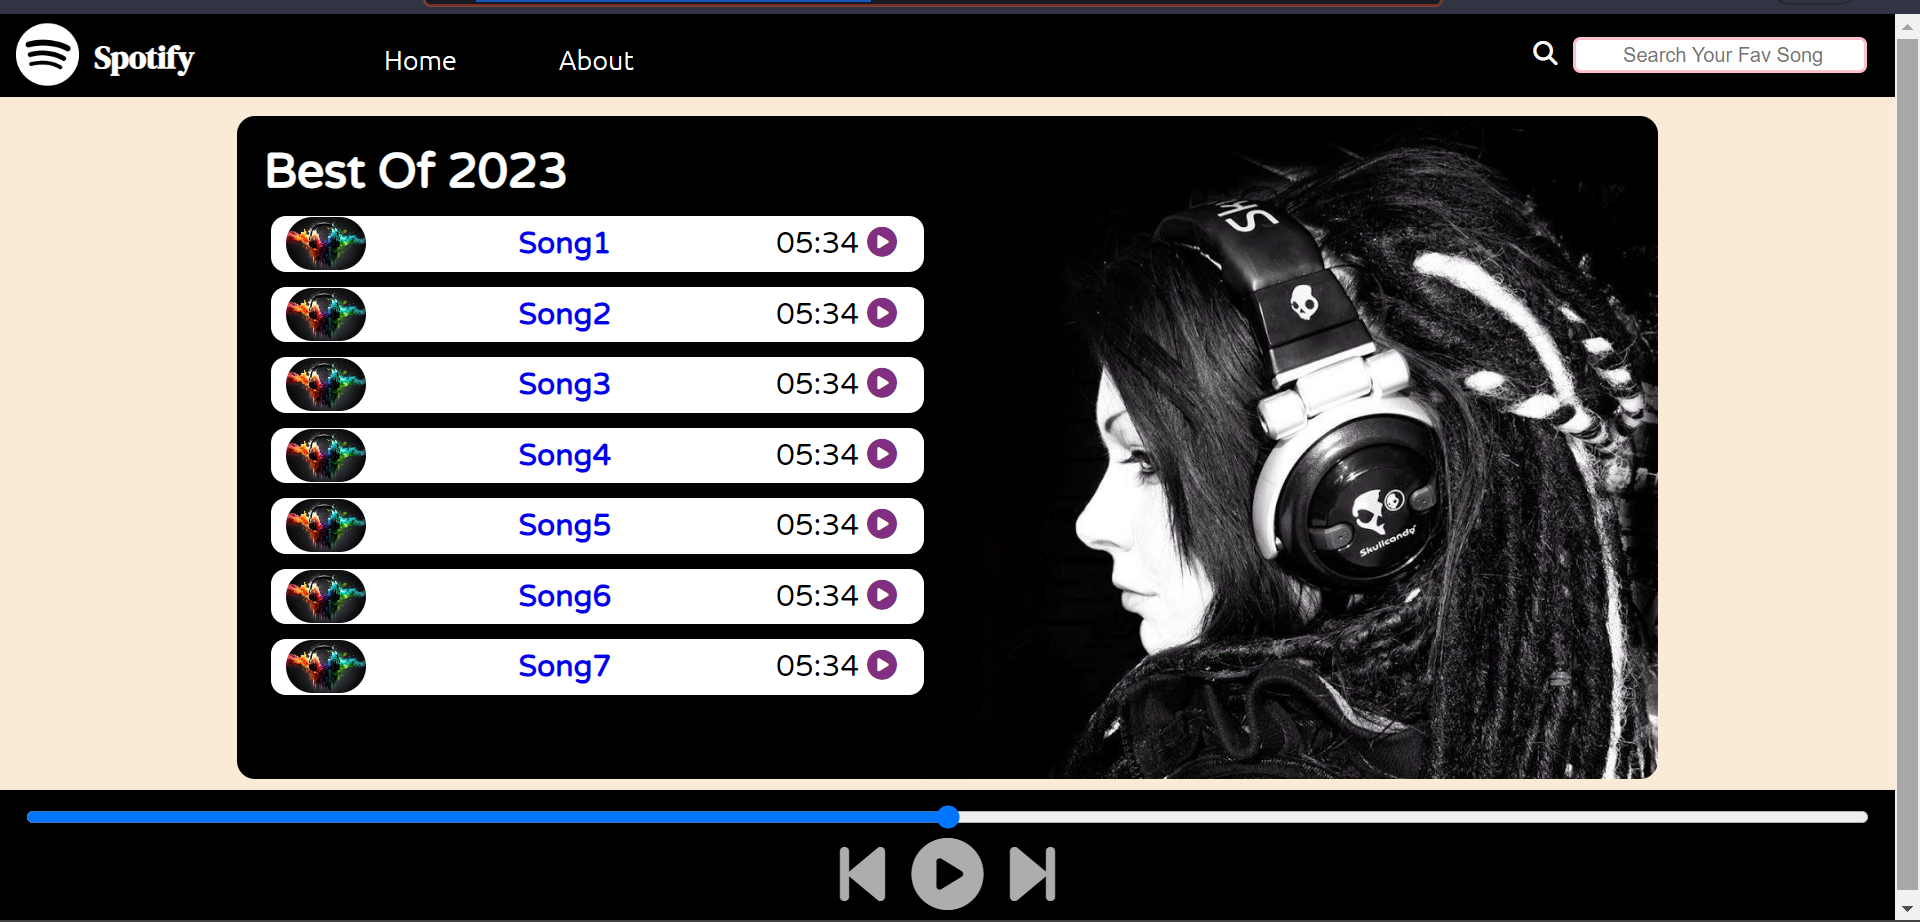 Spotify
Home
About
Search Your Fav Song
Best Of 2023
Song1 05:34
Song2 05:34
Song3 05:34
Song4 05:34
Song5 05:34
Song6 05:34
Song7 05:34
Skullcandy